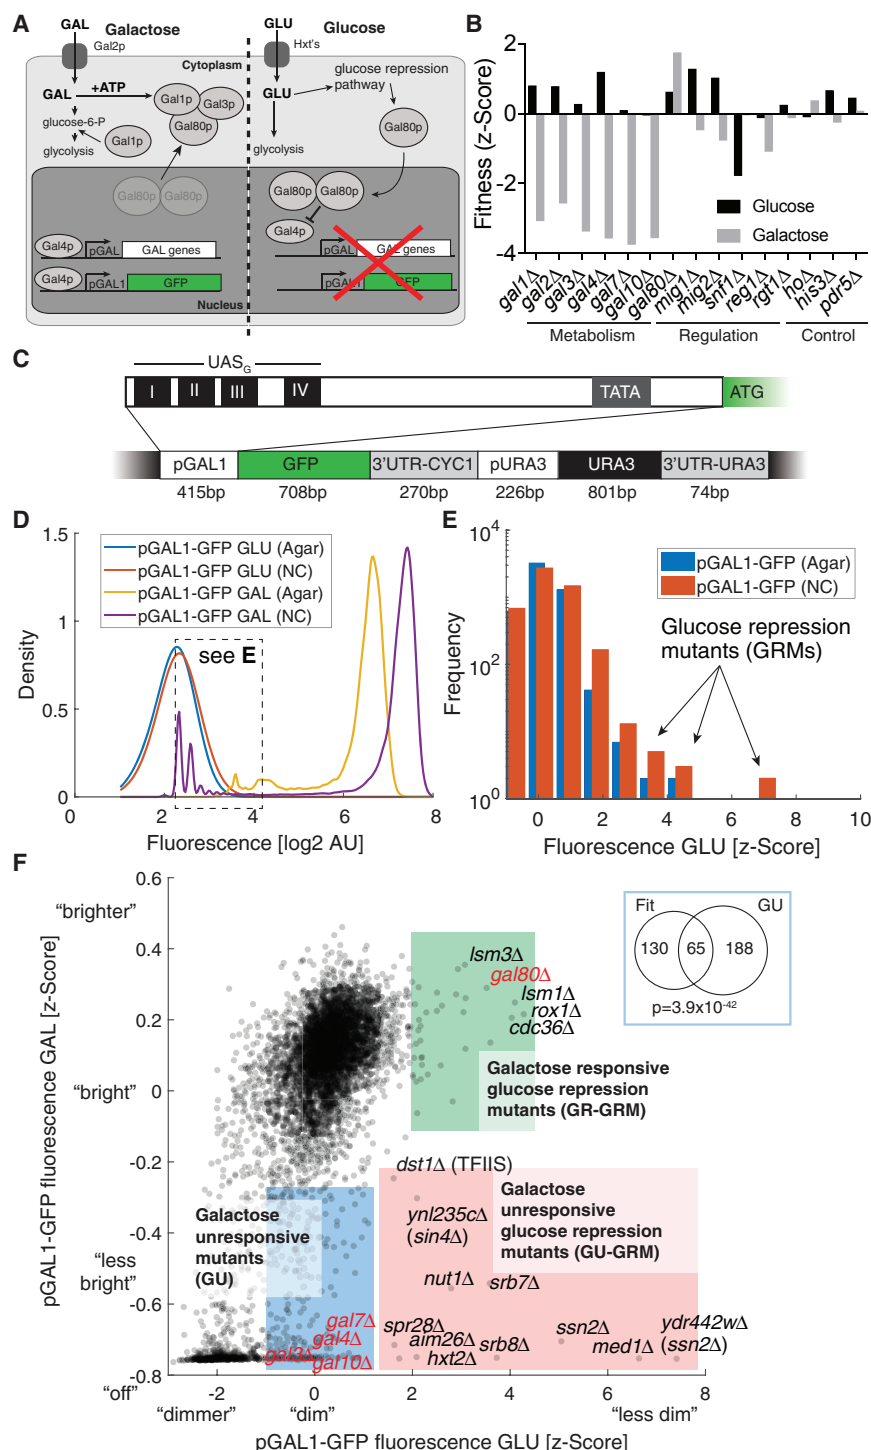 A
GAL
Galactose
GLU
Glucose
Gal2p
Hxt's
Cytoplasm
GAL
+ATP
Gal1p
Gal3p
Gal80p
glucose-6-P
Gal1p
glycolysis
GLU
glucose repression
pathway
Gal80p
glycolysis
Gal80p
Gal80p
Gal80p
Gal80p
Gal4p
Gal4p
pGAL
GAL genes
pGAL
GAL genes
Gal4p
pGAL1
GFP
pGAL1
GFP
Nucleus
B
Fitness (z-Score)
2
0
-2
-4
Glucose
Galactose
gal1Δ
gal2Δ
gal3Δ
gal4Δ
gal7Δ
gal10Δ
gal80Δ
mig1Δ
mig2Δ
snf1Δ
reg1Δ
rgt1Δ
hoΔ
his3Δ
pdr5Δ
Metabolism
Regulation
Control
C
UASG
I
II
III
IV
TATA
ATG
pGAL1
GFP
3'UTR-CYC1
pURA3
URA3
3'UTR-URA3
415bp
708bp
270bp
226bp
801bp
74bp
D
1.5
1
0.5
0
Density
pGAL1-GFP GLU (Agar)
pGAL1-GFP GLU (NC)
pGAL1-GFP GAL (Agar)
pGAL1-GFP GAL (NC)
see E
0 2 4 6 8
Fluorescence [log2 AU]
E
10^4
10^2
10^0
Frequency
pGAL1-GFP (Agar)
pGAL1-GFP (NC)
Glucose repression
mutants (GRMs)
0 2 4 6 8 10
Fluorescence GLU [z-Score]
F
pGAL1-GFP fluorescence GAL [z-Score]
0.6
“brighter”
0.4
0.2
“bright”
0
-0.2
-0.4
“less
bright”
-0.6
-0.8
“off”
Fit
GU
130
65
188
p=3.9x10^-42
lsm3Δ
gal80Δ
lsm1Δ
rox1Δ
cdc36Δ
Galactose responsive
glucose repression
mutants (GR-GRM)
dst1Δ (TFIIS)
Galactose
unresponsive
glucose repression
mutants (GU-GRM)
ynl235cΔ
(sin4Δ)
nut1Δ
srb7Δ
Galactose
unresponsive
mutants
(GU)
gal7Δ
gal4Δ
gal3Δ
gal10Δ
spr28Δ
aim26Δ
hxt2Δ
srb8Δ
ssn2Δ
med1Δ
ydr442wΔ
(ssn2Δ)
-2 0 2 4 6 8
“dimmer”
“dim”
“less dim”
pGAL1-GFP fluorescence GLU [z-Score]